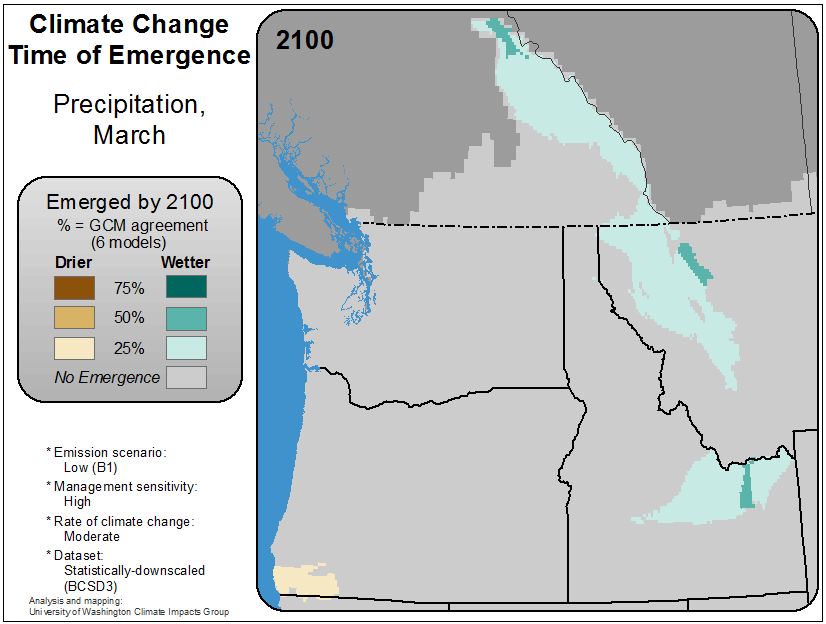 Climate Change
Time of Emergence
Precipitation,
March
2100
Emerged by 2100
% = GCM agreement
(6 models)
Drier Wetter
75%
50%
25%
No Emergence
* Emission scenario:
Low (B1)
* Management sensitivity:
High
* Rate of climate change:
Moderate
* Dataset:
Statistically-downscaled
(BCSD3)
Analysis and mapping:
University of Washington Climate Impacts Group